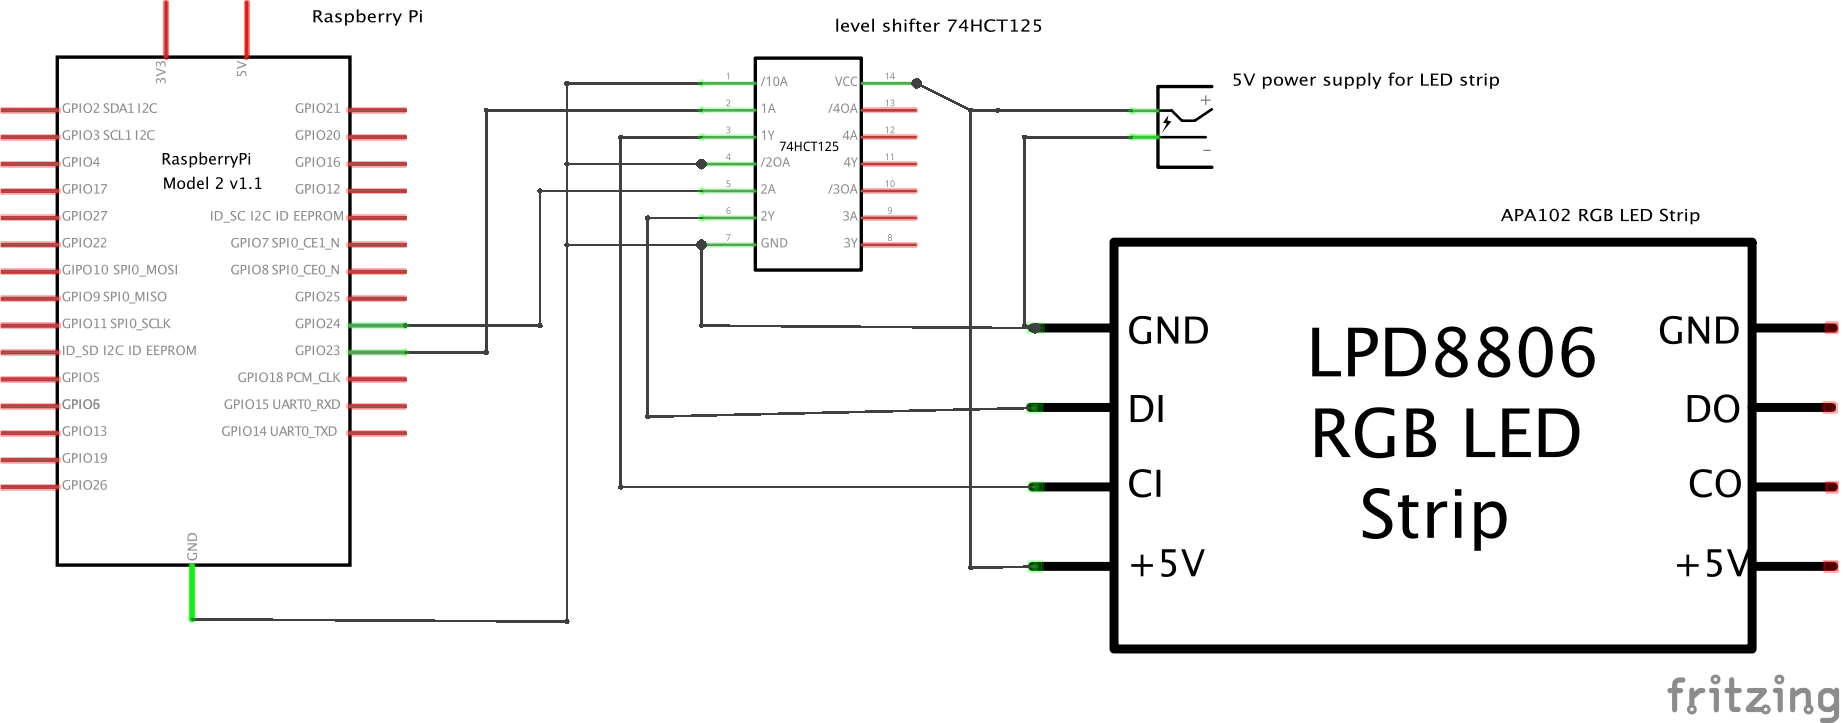 Raspberry Pi
level shifter 74HCT125
5V power supply for LED strip
APA102 RGB LED Strip
3V3
5V
GPIO2 SDA1 I2C
GPIO3 SCL1 I2C
GPIO4
GPIO17
GPIO27
GPIO22
GIPO10 SPI0_MOSI
GPIO9 SPI0_MISO
GPIO11 SPI0_SCLK
ID_SD I2C ID EEPROM
GPIO5
GPIO6
GPIO13
GPIO19
GPIO26
RaspberryPi
Model 2 v1.1
GPIO21
GPIO20
GPIO16
GPIO12
ID_SC I2C ID EEPROM
GPIO7 SPI0_CE1_N
GPIO8 SPI0_CE0_N
GPIO25
GPIO24
GPIO23
GPIO18 PCM_CLK
GPIO15 UART0_RXD
GPIO14 UART0_TXD
GND
1 /1OA
2 1A
3 1Y
4 /2OA
5 2A
6 2Y
7 GND
74HCT125
VCC 14
/4OA 13
4A 12
4Y 11
/3OA 10
3A 9
3Y 8
+
−
GND
DI
CI
+5V
LPD8806
RGB LED
Strip
GND
DO
CO
+5V
fritzing